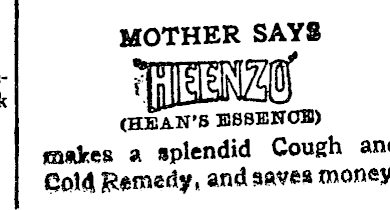 MOTHER SAYS
"HEENZO"
(HEAN'S ESSENCE)
makes a splendid Cough and
Cold Remedy, and saves money